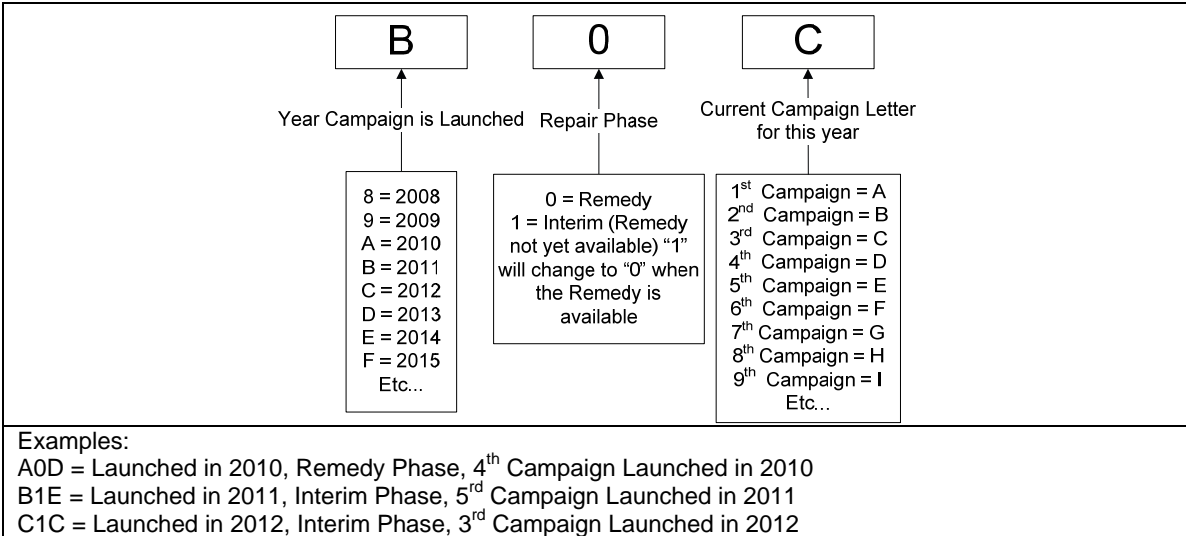 B 0 C
Year Campaign is Launched
Repair Phase
Current Campaign Letter
for this year
8 = 2008
9 = 2009
A = 2010
B = 2011
C = 2012
D = 2013
E = 2014
F = 2015
Etc...
0 = Remedy
1 = Interim (Remedy
not yet available) “1”
will change to “0” when
the Remedy is
available
1st Campaign = A
2nd Campaign = B
3rd Campaign = C
4th Campaign = D
5th Campaign = E
6th Campaign = F
7th Campaign = G
8th Campaign = H
9th Campaign = I
Etc...
Examples:
A0D = Launched in 2010, Remedy Phase, 4th Campaign Launched in 2010
B1E = Launched in 2011, Interim Phase, 5rd Campaign Launched in 2011
C1C = Launched in 2012, Interim Phase, 3rd Campaign Launched in 2012